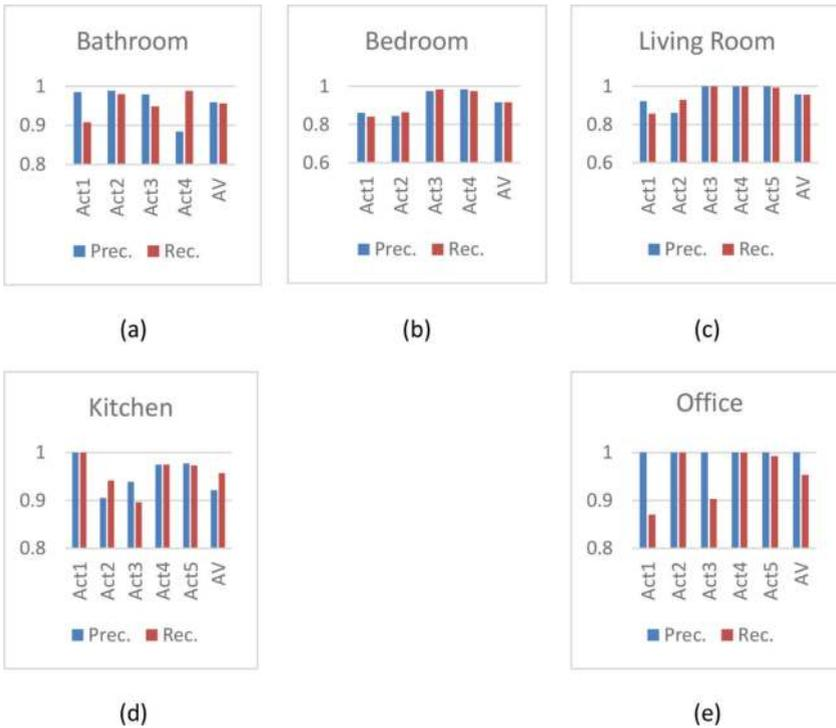 Bathroom
1
0.9
0.8
Act1 Act2 Act3 Act4 AV
Prec. Rec.
(a)
Bedroom
1
0.8
0.6
Act1 Act2 Act3 Act4 AV
Prec. Rec.
(b)
Living Room
1
0.8
0.6
Act1 Act2 Act3 Act4 Act5 AV
Prec. Rec.
(c)
Kitchen
1
0.9
0.8
Act1 Act2 Act3 Act4 Act5 AV
Prec. Rec.
(d)
Office
1
0.9
0.8
Act1 Act2 Act3 Act4 Act5 AV
Prec. Rec.
(e)